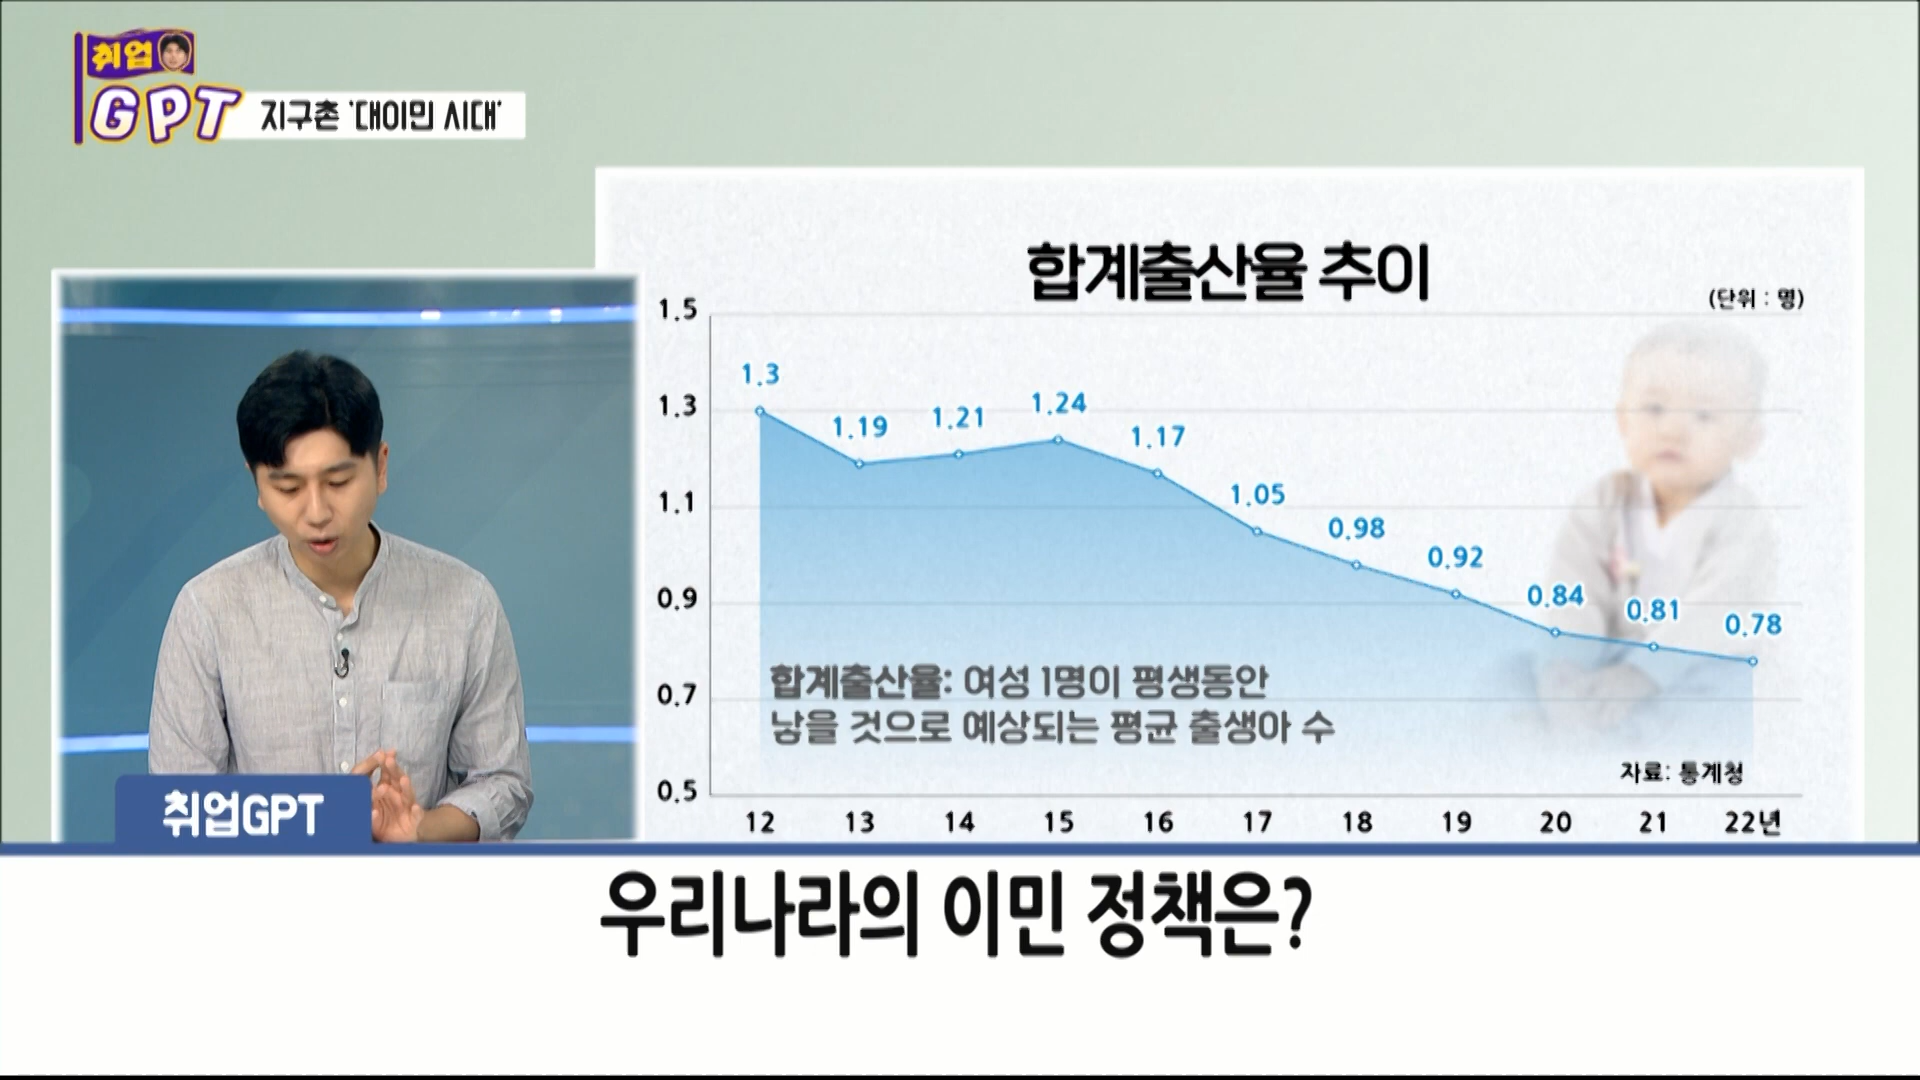 취업
GPT
지구촌 '대이민 시대'
합계출산율 추이
(단위 : 명)
1.5
1.3
1.1
0.9
0.7
0.5
1.3
1.19
1.21
1.24
1.17
1.05
0.98
0.92
0.84
0.81
0.78
합계출산율: 여성 1명이 평생동안
낳을 것으로 예상되는 평균 출생아 수
자료: 통계청
12 13 14 15 16 17 18 19 20 21 22년
취업GPT
우리나라의 이민 정책은?